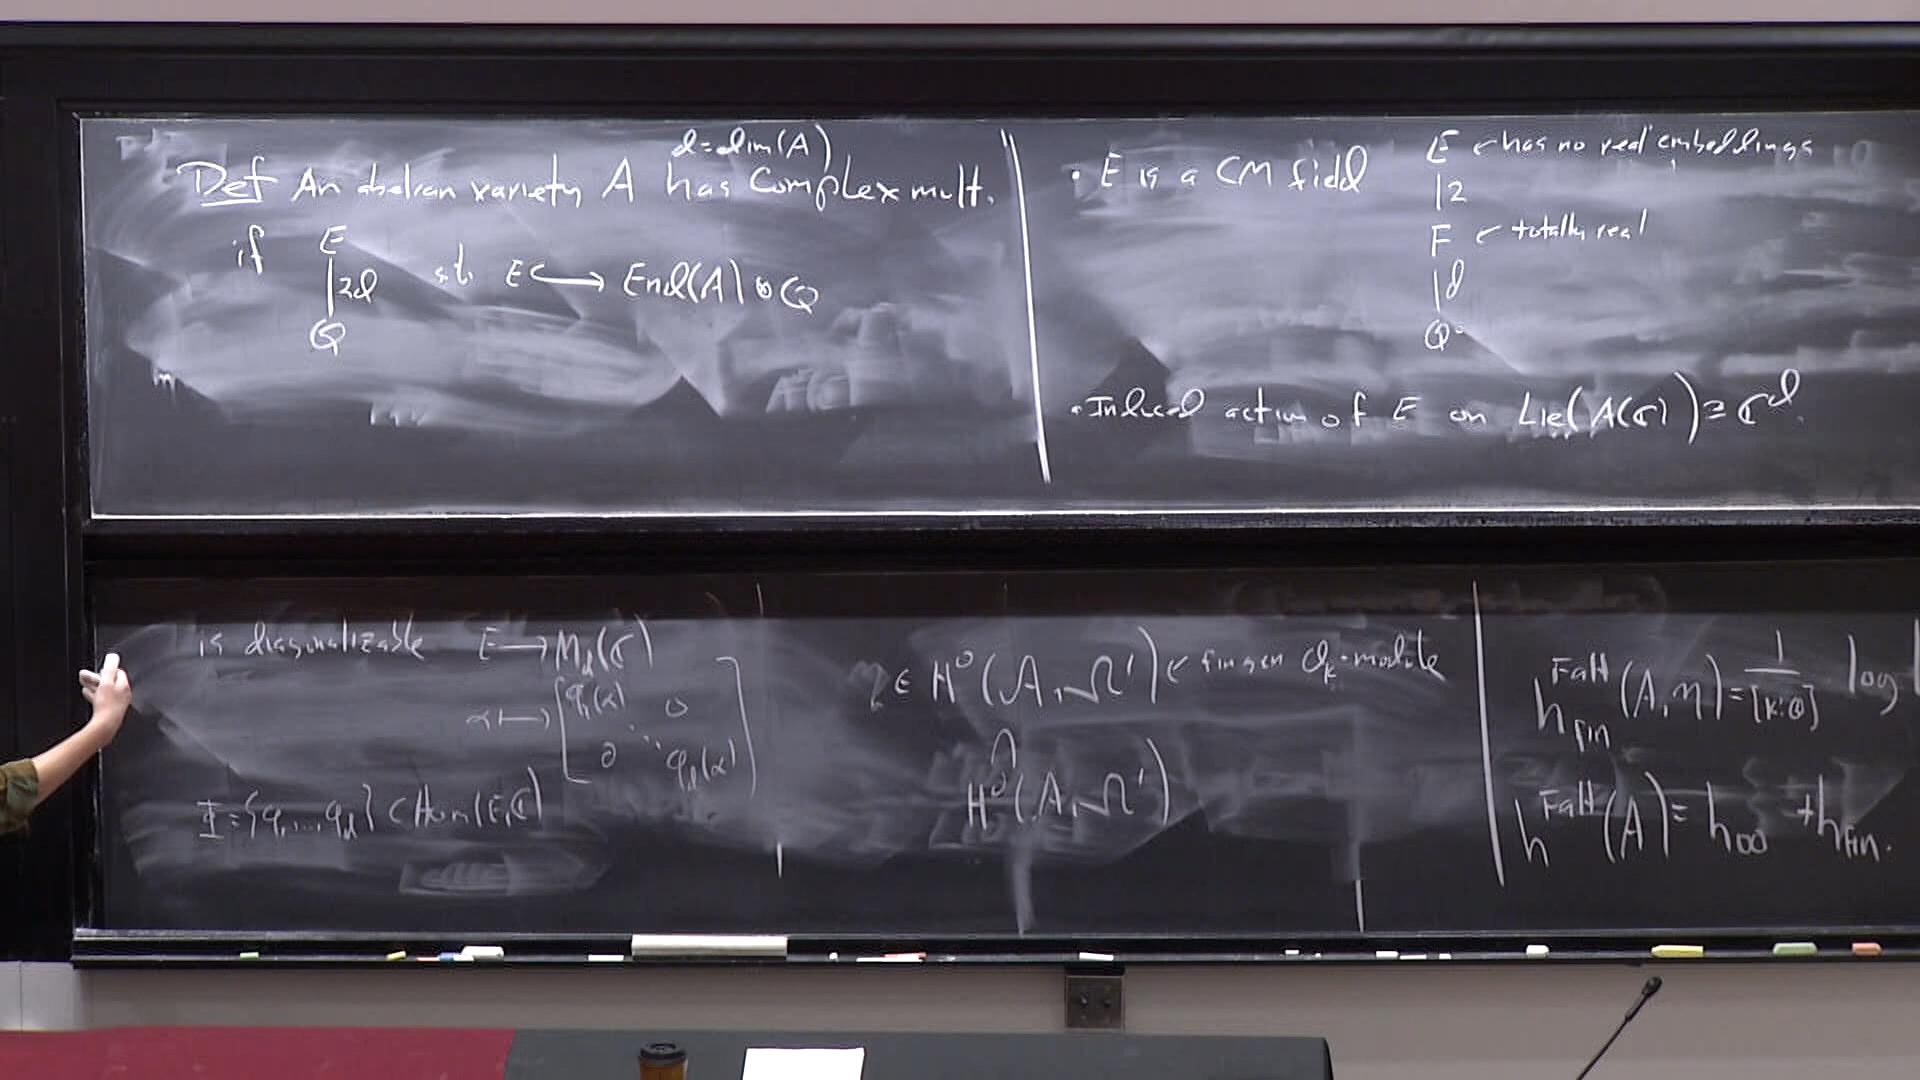 d = dim(A)
Def An abelian variety A has complex mult.
if E
|2d s.t. E ↪ End(A) ⊗ Q
Q
• E is a CM field E ← has no real embeddings
|2
F ← totally real
|d
Q
• Induced action of E on Lie(A(ℂ)) ≅ ℂ^d.
is diagonalizable E → M_d(ℂ)
α ↦ [φ_1(α) 0
0 ⋱ φ_d(α)]
Φ = {φ_1, ..., φ_d} ⊂ Hom(E, ℂ)
η ∈ H^0(𝒜, Ω^1) ← fin gen O_k-module
∩
H^0(A, Ω^1)
h_fin^Falt (A, η) = 1/[K:Q] log |
h^Falt (A) = h_∞ + h_fin.